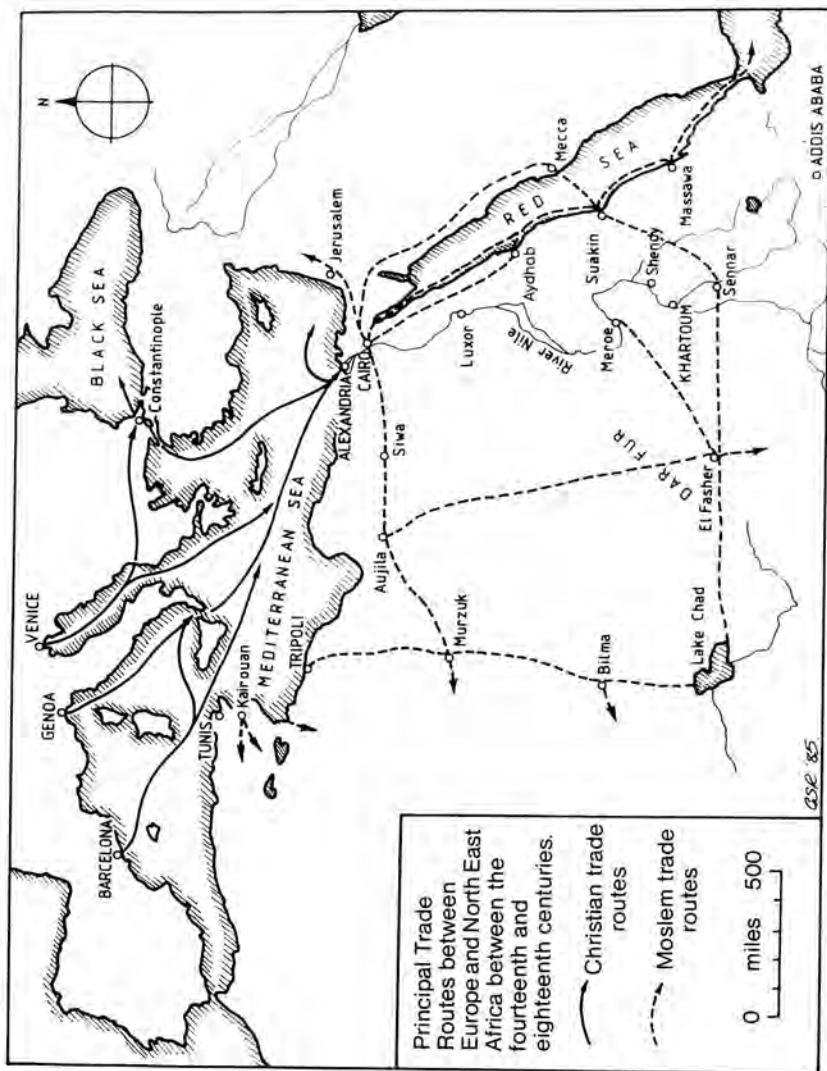 N
BLACK SEA
Constantinople
VENICE
GENOA
BARCELONA
TUNIS
Kairouan
MEDITERRANEAN SEA
TRIPOLI
ALEXANDRIA
CAIRO
Jerusalem
Siwa
Aujila
Murzuk
Bilma
Lake Chad
Luxor
River Nile
Aydhab
RED SEA
Mecca
Suakin
Massawa
Shendy
Meroe
KHARTOUM
Sennar
DAR FUR
El Fasher
ADDIS ABABA
Principal Trade
Routes between
Europe and North East
Africa between the
fourteenth and
eighteenth centuries.
Christian trade
routes
Moslem trade
routes
0 miles 500
GSR '85